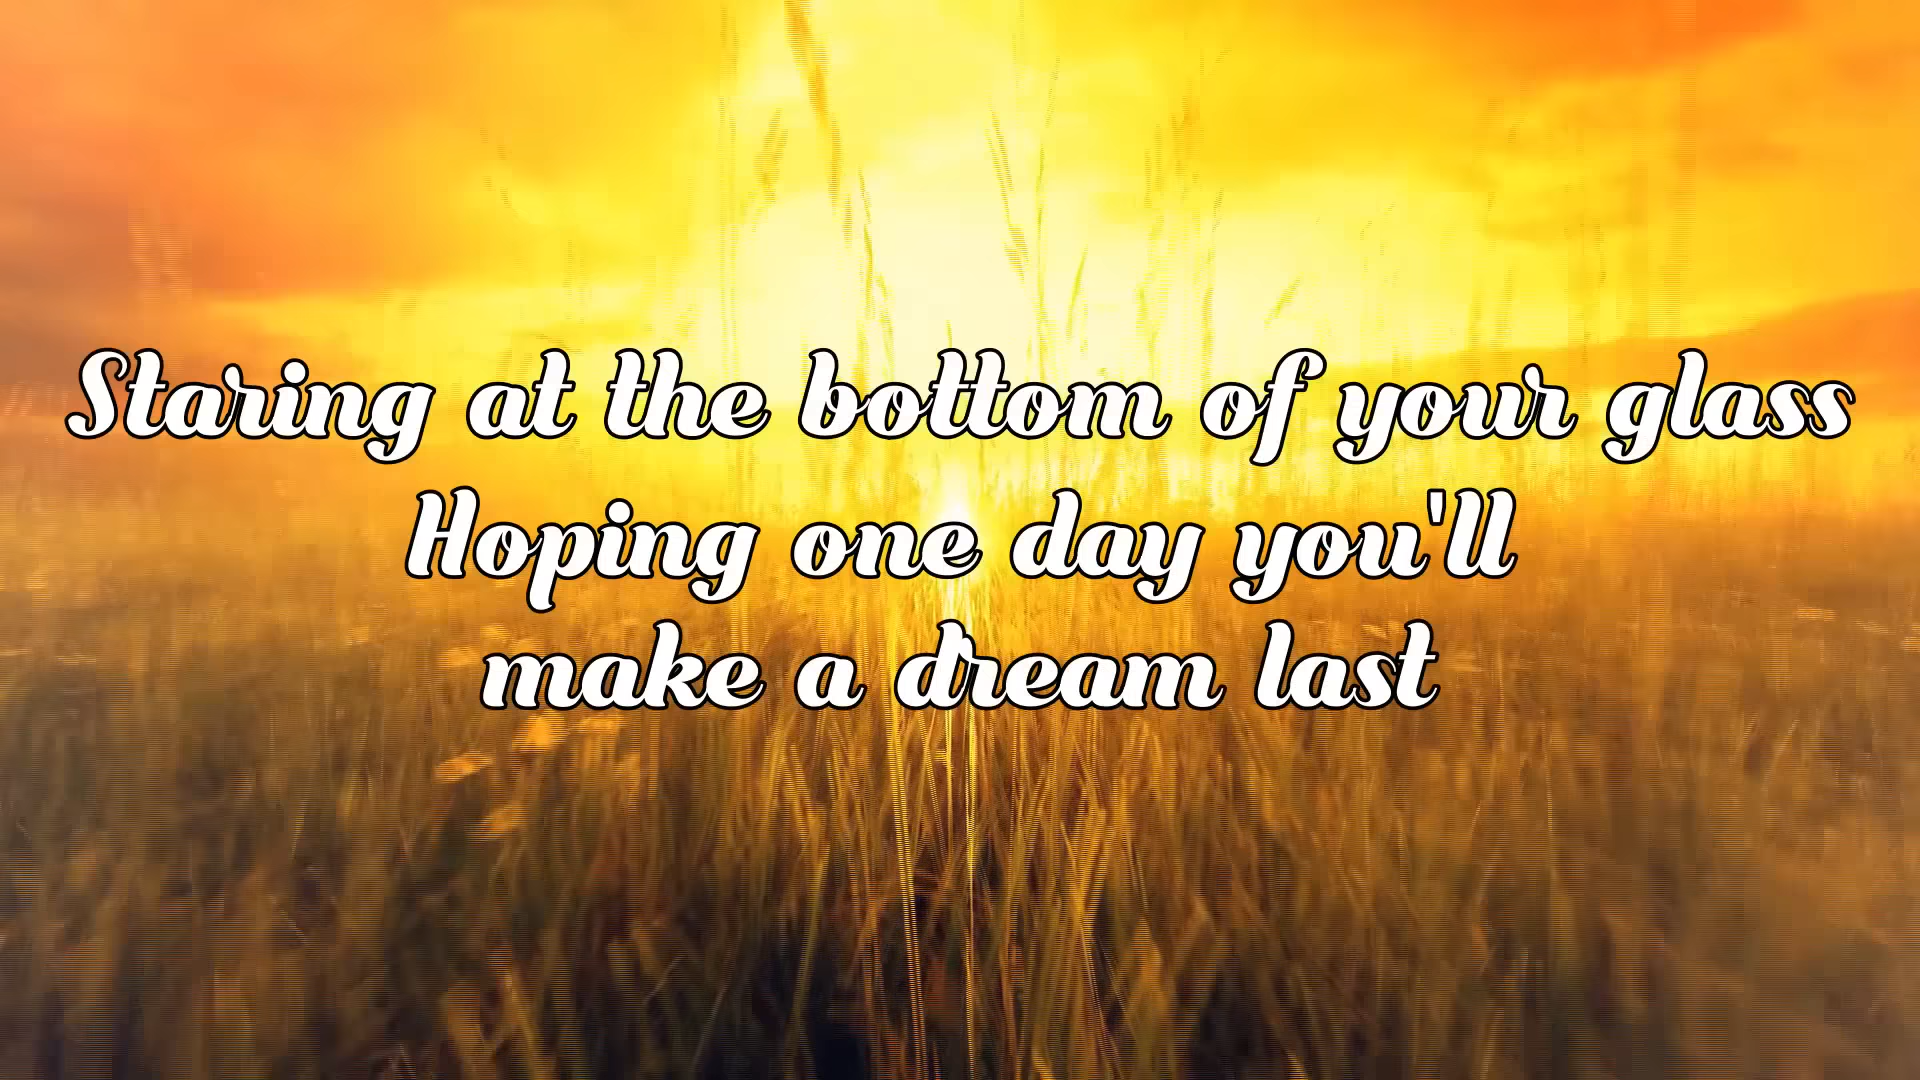 Staring at the bottom of your glass
Hoping one day you'll
make a dream last